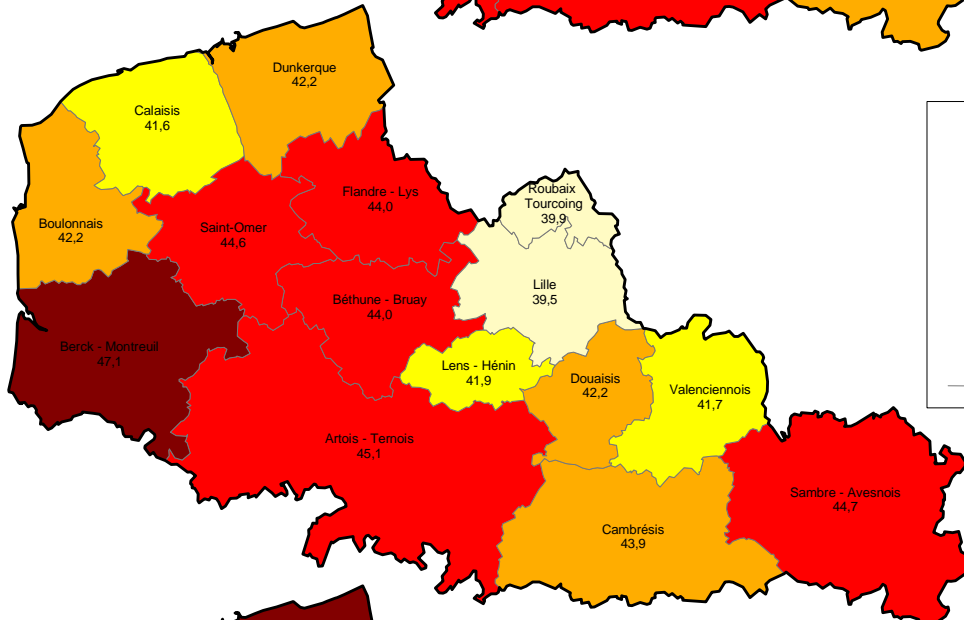 Dunkerque
42,2
Calaisis
41,6
Flandre - Lys
44,0
Roubaix
Tourcoing
39,9
Boulonnais
42,2
Saint-Omer
44,6
Lille
39,5
Béthune - Bruay
44,0
Berck - Montreuil
47,1
Lens - Hénin
41,9
Douaisis
42,2
Valenciennois
41,7
Artois - Ternois
45,1
Sambre - Avesnois
44,7
Cambrésis
43,9